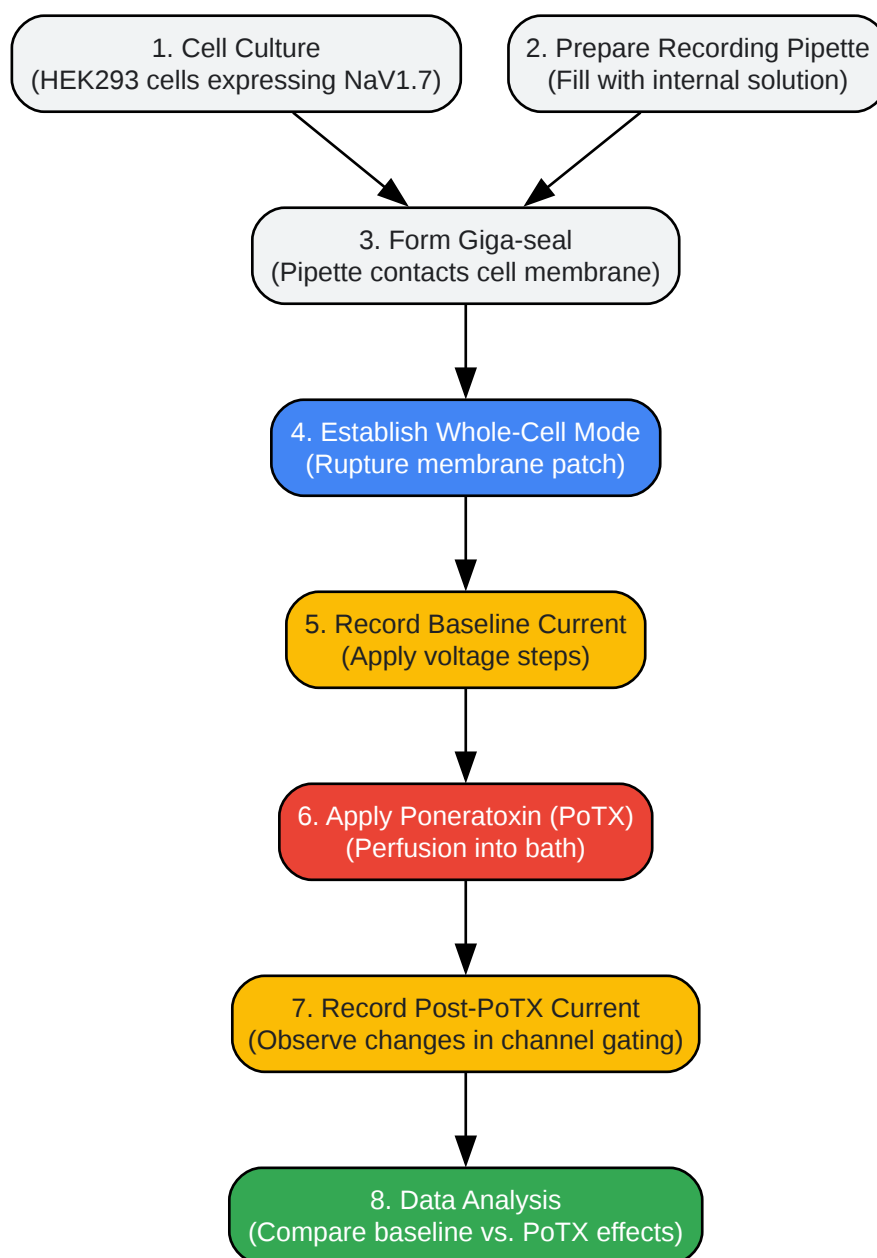 1. Cell Culture
(HEK293 cells expressing NaV1.7)
2. Prepare Recording Pipette
(Fill with internal solution)
3. Form Giga-seal
(Pipette contacts cell membrane)
4. Establish Whole-Cell Mode
(Rupture membrane patch)
5. Record Baseline Current
(Apply voltage steps)
6. Apply Poneratoxin (PoTX)
(Perfusion into bath)
7. Record Post-PoTX Current
(Observe changes in channel gating)
8. Data Analysis
(Compare baseline vs. PoTX effects)